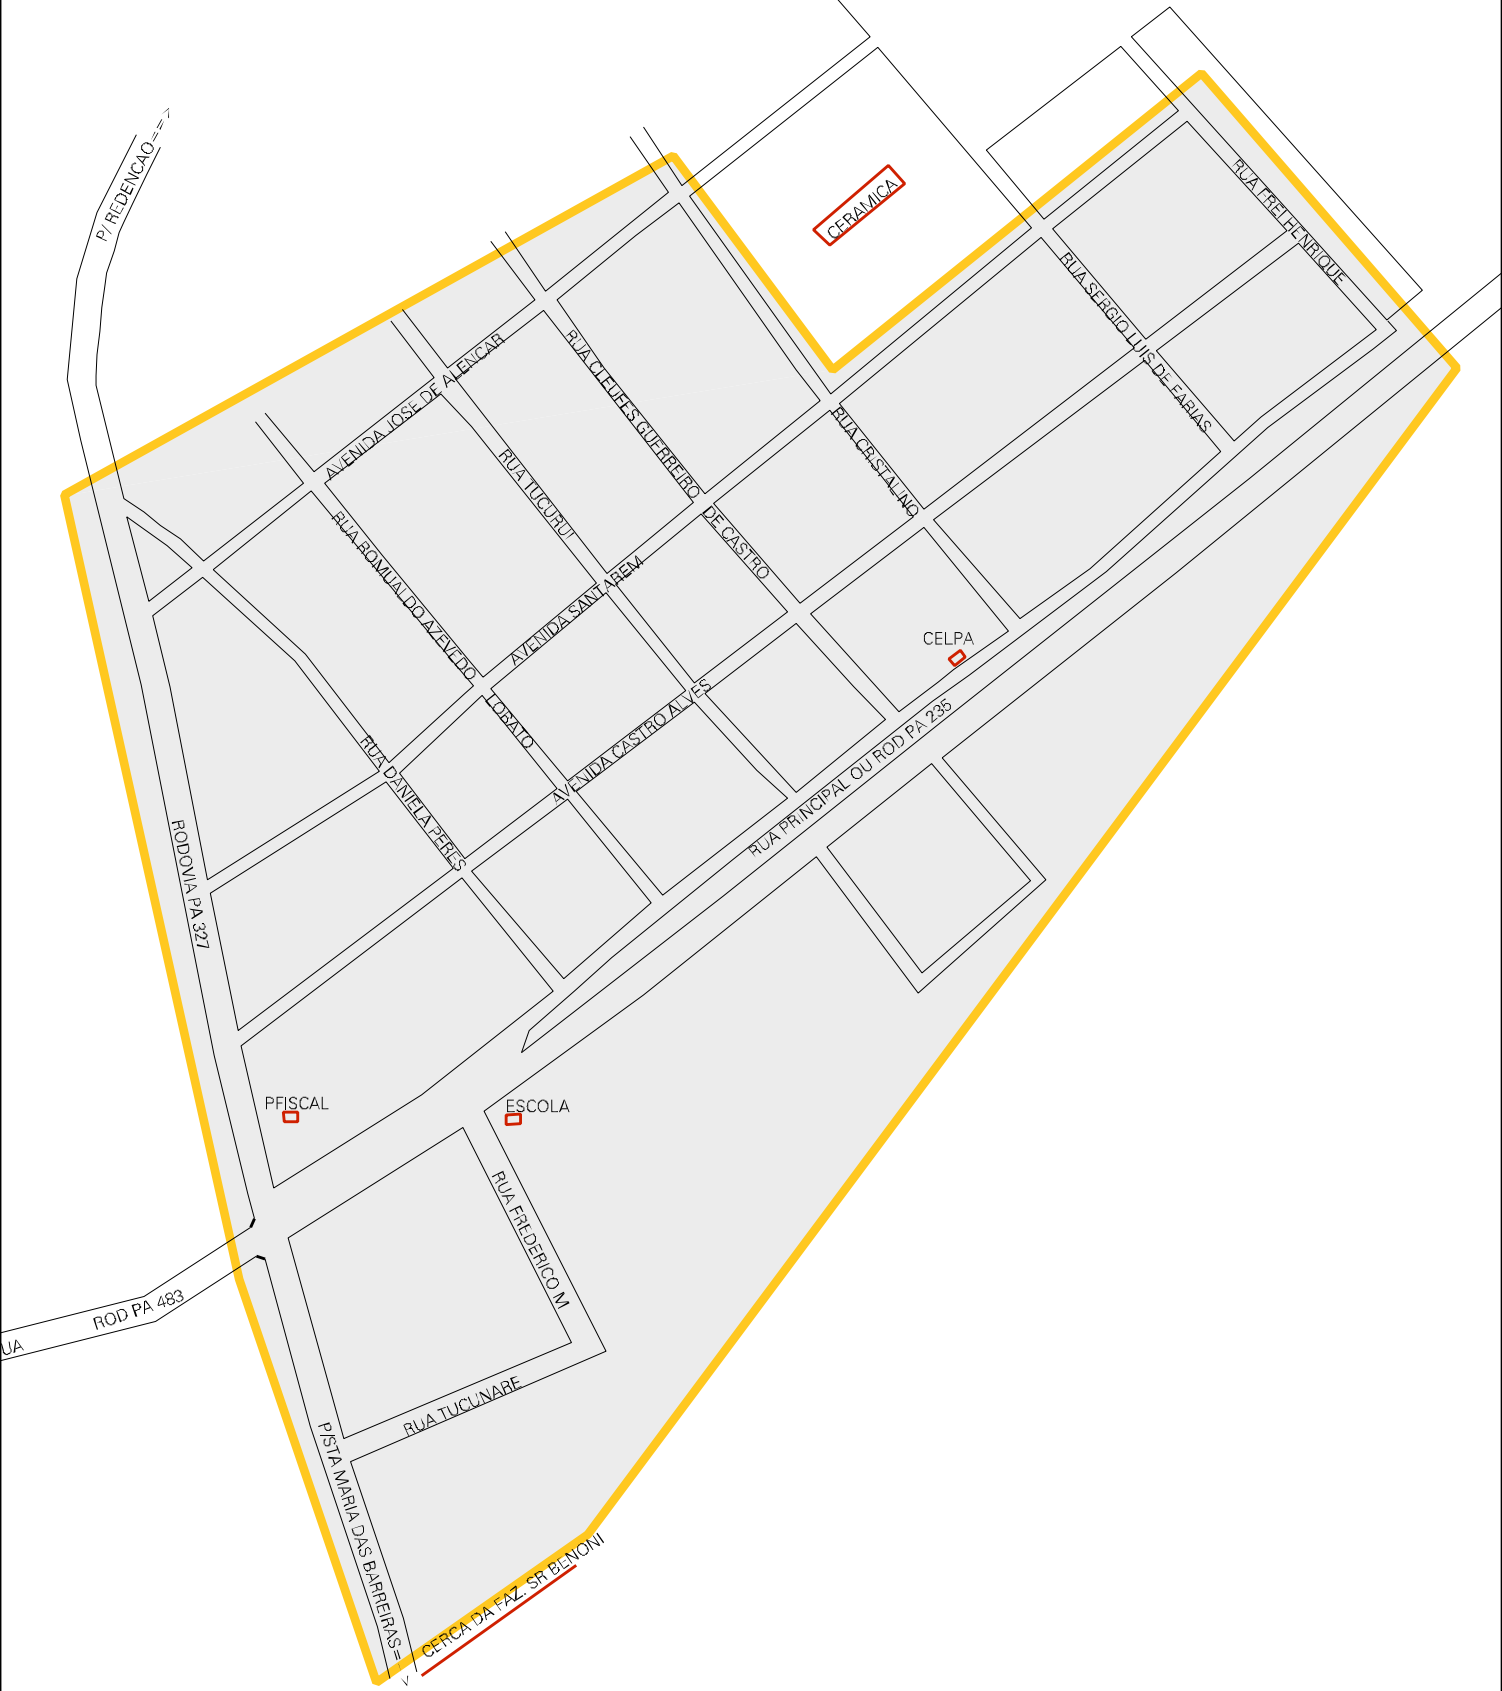 P/ REDENCAO==>
CERAMICA
RUA FREI HENRIQUE
RUA SERGIO LUIS DE FARIAS
AVENIDA JOSE DE ALENCAR
RUA CLEUFFS GUERREIRO DE CASTRO
RUA CRISTALINO
RUA TUCURUI
RUA ROMUALDO AZEVEDO LOBATO
AVENIDA SANTAREM
CELPA
AVENIDA CASTRO ALVES
RUA PRINCIPAL OU ROD PA 235
RUA DANIELA PERES
RODOVIA PA 327
PFISCAL
ESCOLA
RUA FREDERICO M
ROD PA 483
UA
RUA TUCUNARE
P/STA MARIA DAS BARREIRAS==>
CERCA DA FAZ. SR BENONI